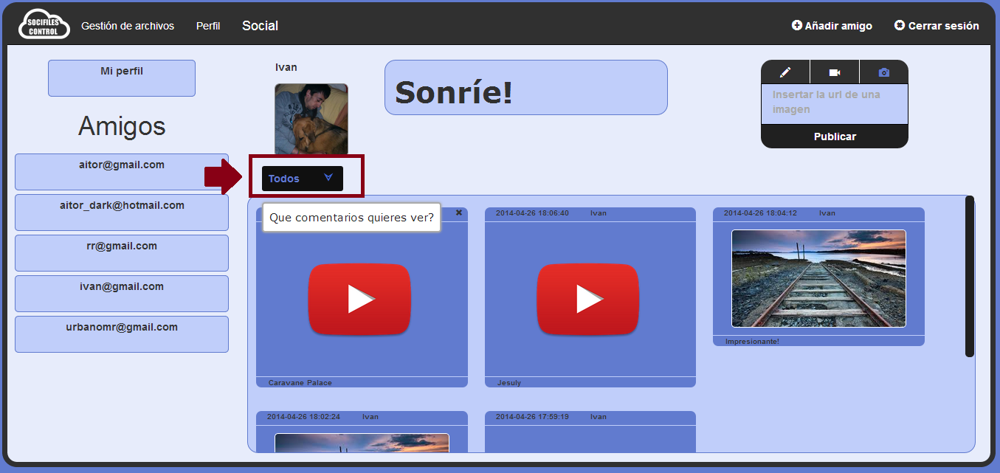 SOCIFILES
CONTROL
Gestión de archivos
Perfil
Social
Añadir amigo
Cerrar sesión
Mi perfil
Amigos
aitor@gmail.com
aitor_dark@hotmail.com
rr@gmail.com
ivan@gmail.com
urbanomr@gmail.com
Ivan
Sonríe!
Insertar la url de una
imagen
Publicar
Todos
Que comentarios quieres ver?
Caravane Palace
2014-04-26 18:06:40 Ivan
Jesuly
2014-04-26 18:04:12 Ivan
Impresionante!
2014-04-26 18:02:24 Ivan
2014-04-26 17:59:19 Ivan